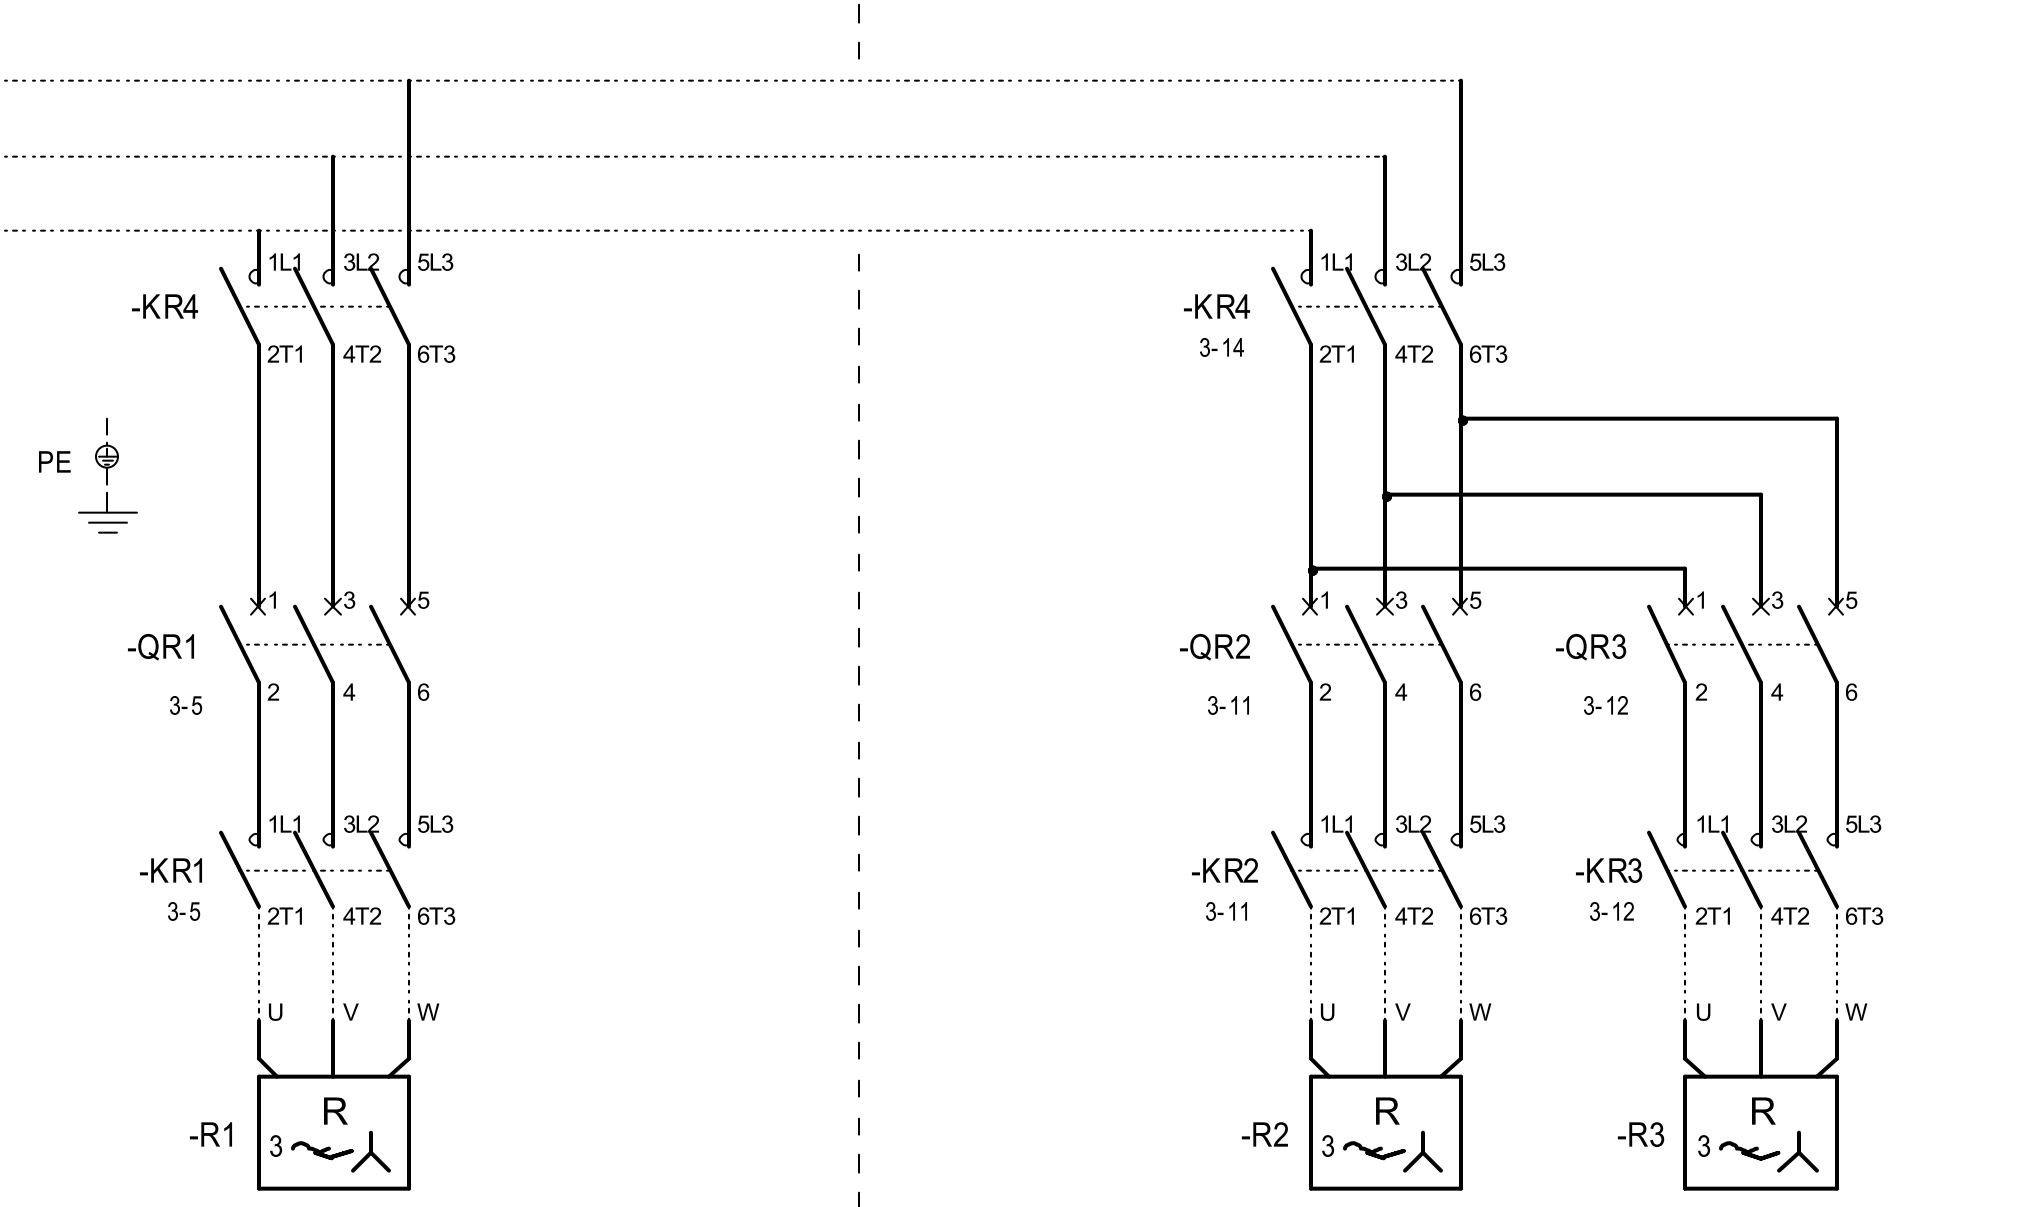 1L1 3L2 5L3 1L1 3L2 5L3
-KR4 -KR4
3-14
2T1 4T2 6T3 2T1 4T2 6T3
PE
1 3 5 1 3 5 1 3 5
-QR1 -QR2 -QR3
2 4 6 2 4 6 2 4 6
3-5 3-11 3-12
1L1 3L2 5L3 1L1 3L2 5L3 1L1 3L2 5L3
-KR1 -KR2 -KR3
3-5 3-11 3-12
2T1 4T2 6T3 2T1 4T2 6T3 2T1 4T2 6T3
U V W U V W U V W
R R R
-R1 3 -R2 3 -R3 3